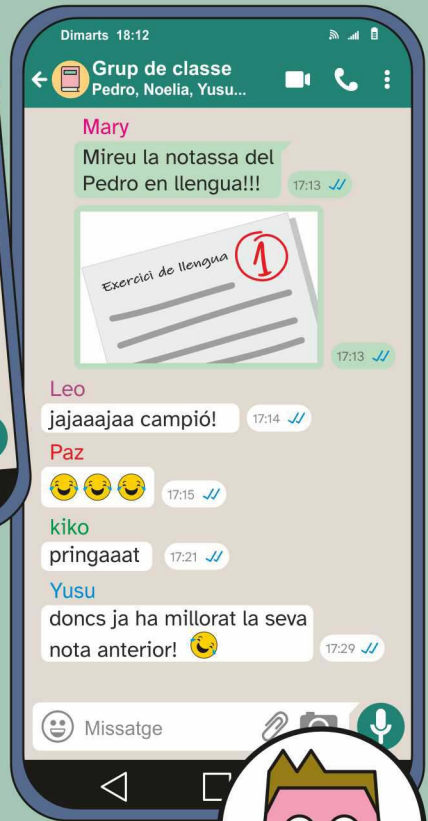 Dimarts 18:12
Grup de classe
Pedro, Noelia, Yusu...
Mary
Mireu la notassa del
Pedro en llengua!!!
17:13
Exercici de llengua
1
17:13
Leo
jajaaajaa campió!
17:14
Paz
17:15
kiko
pringaaat
17:21
Yusu
doncs ja ha millorat la seva
nota anterior!
17:29
Missatge